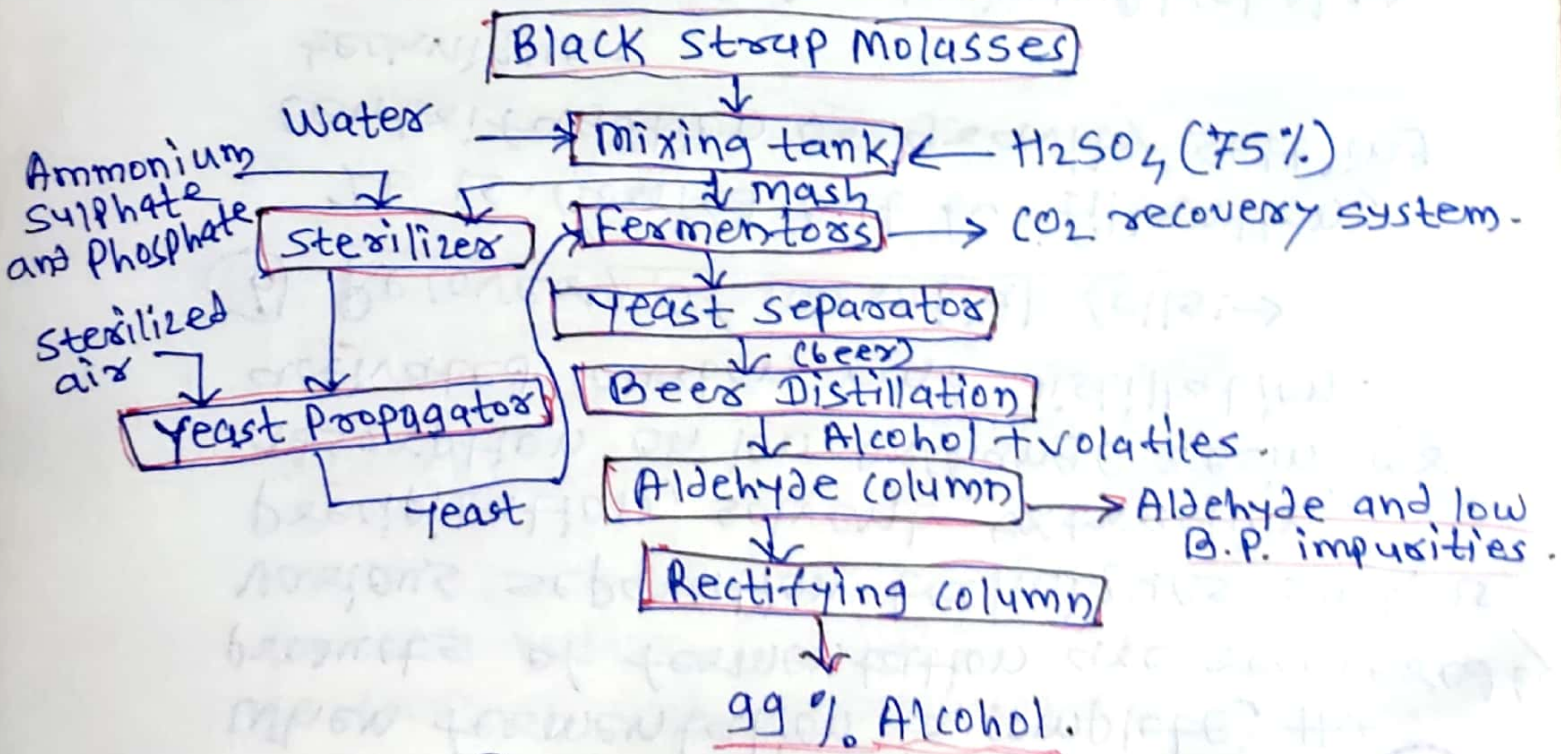 Black Strap Molasses
Water
Mixing tank
H2SO4 (75%)
Ammonium
Sulphate
and Phosphate
mash
Sterilizer
Fermentors
CO2 recovery system.
Sterilized
air
Yeast separator
(beer)
Yeast Propagator
Beer Distillation
Alcohol + volatiles.
yeast
Aldehyde column
Aldehyde and low
B.P. impurities.
Rectifying column
99% Alcohol.